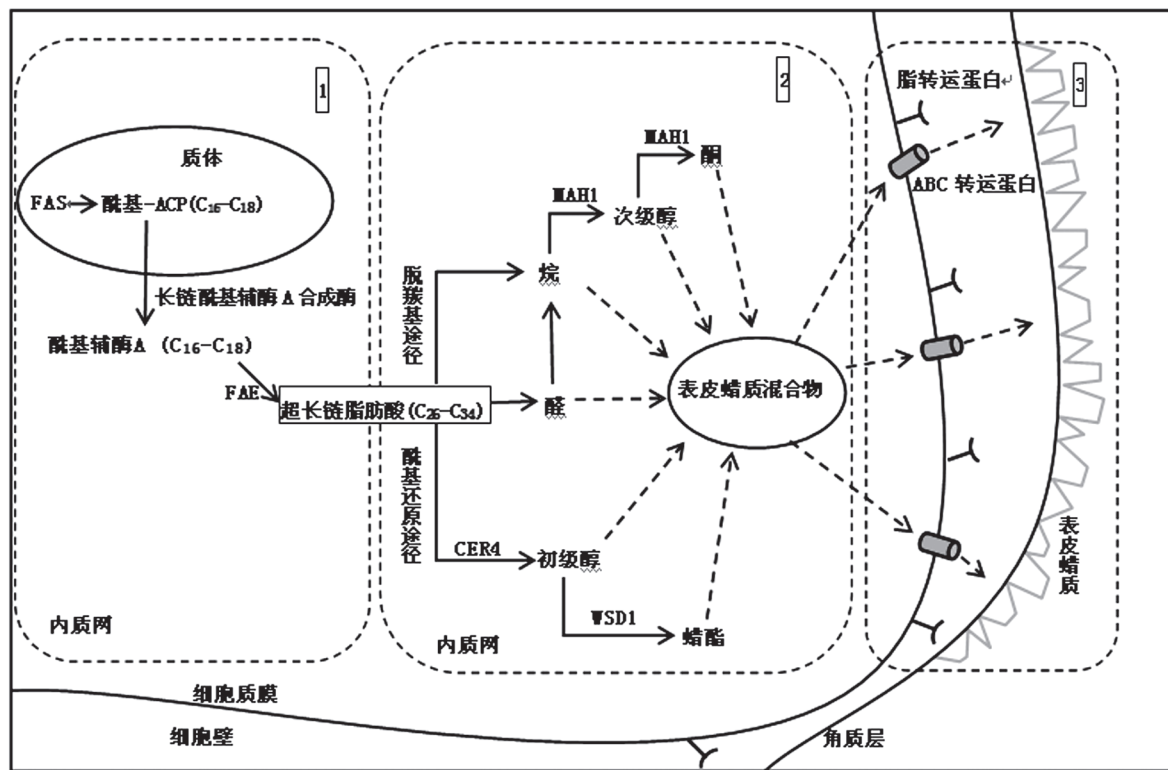 1
质体
FAS
酰基-ACP(C₁₆-C₁₈)
长链酰基辅酶A合成酶
酰基辅酶A (C₁₆-C₁₈)
FAE
超长链脂肪酸(C₂₆-C₃₄)
内质网
2
MAH1
酮
MAH1
次级醇
脱羰基途径
烷
醛
表皮蜡质混合物
酰基还原途径
CER4
初级醇
WSD1
蜡酯
内质网
3
脂转运蛋白
ABC转运蛋白
表皮蜡质
细胞质膜
细胞壁
角质层